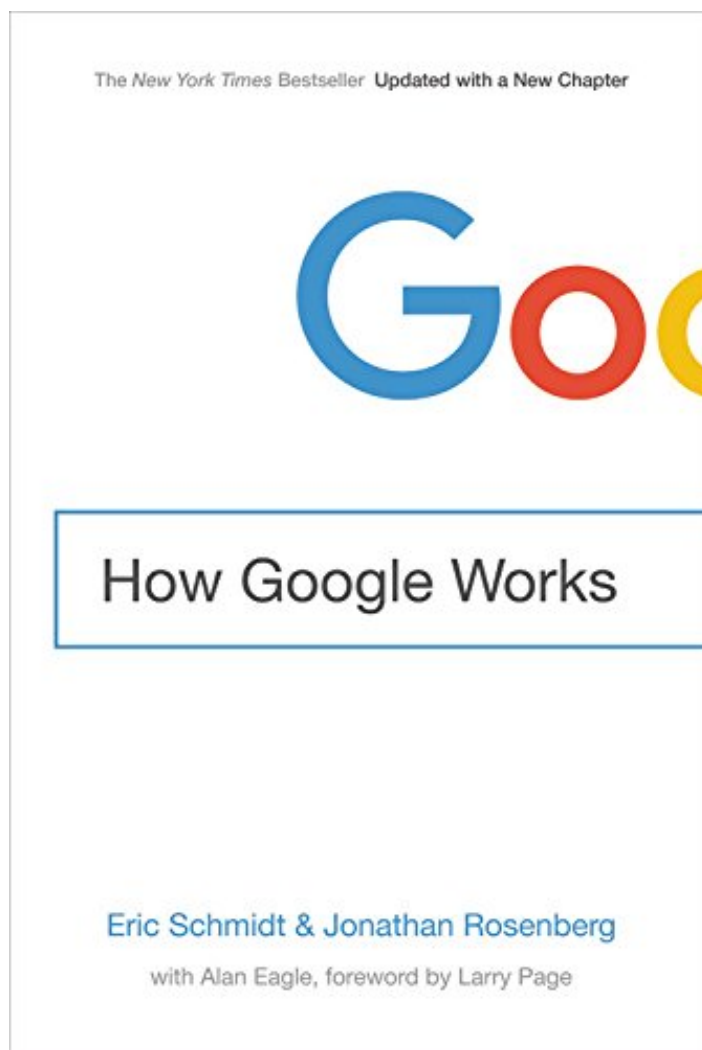 The New York Times Bestseller Updated with a New Chapter
Goo
How Google Works
Eric Schmidt & Jonathan Rosenberg
with Alan Eagle, foreword by Larry Page